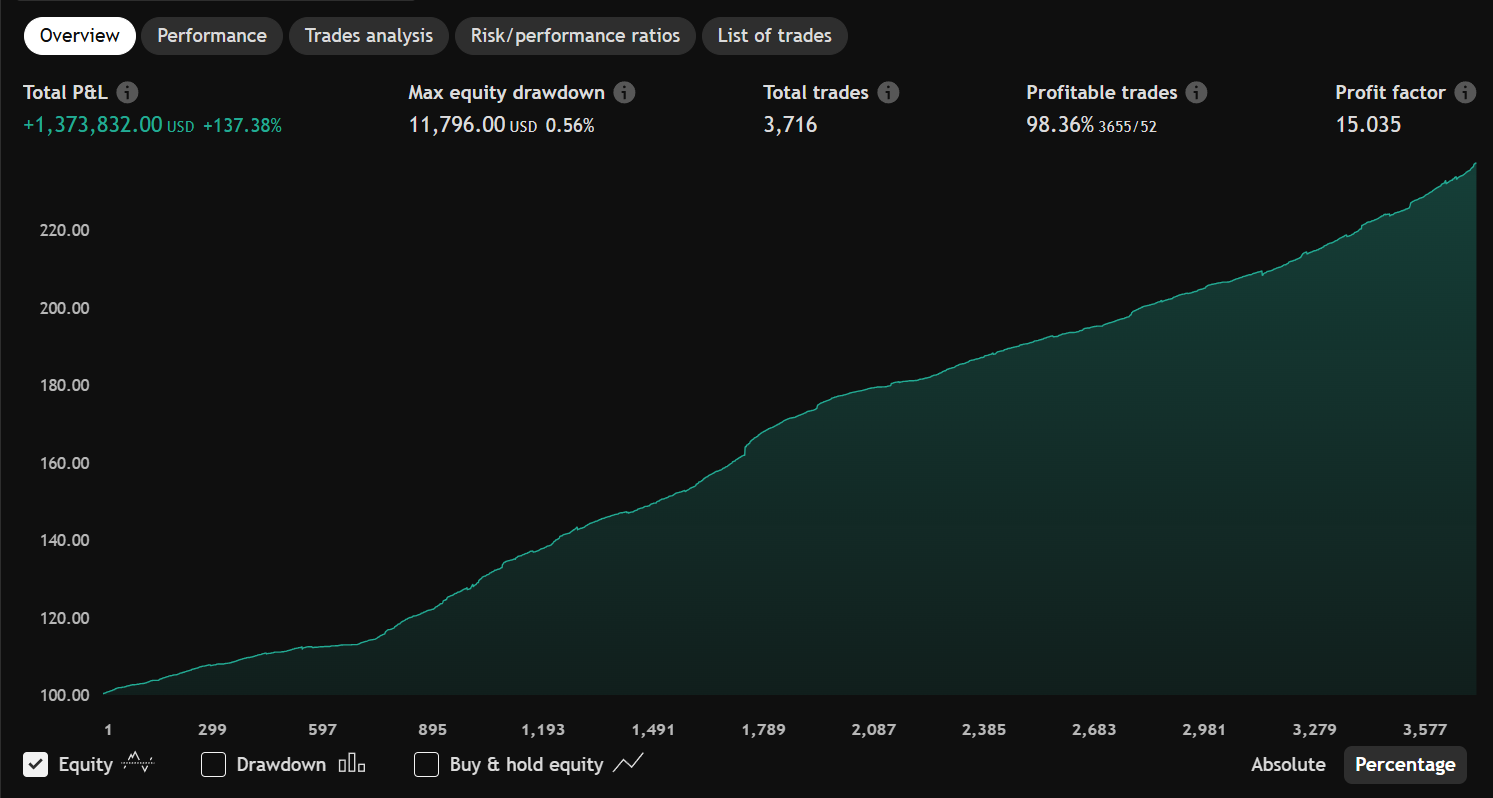 Overview Performance Trades analysis Risk/performance ratios List of trades
Total P&L Max equity drawdown Total trades Profitable trades Profit factor
+1,373,832.00 USD +137.38% 11,796.00 USD 0.56% 3,716 98.36% 3655/52 15.035
220.00
200.00
180.00
160.00
140.00
120.00
100.00
1 299 597 895 1,193 1,491 1,789 2,087 2,385 2,683 2,981 3,279 3,577
Equity Drawdown Buy & hold equity Absolute Percentage